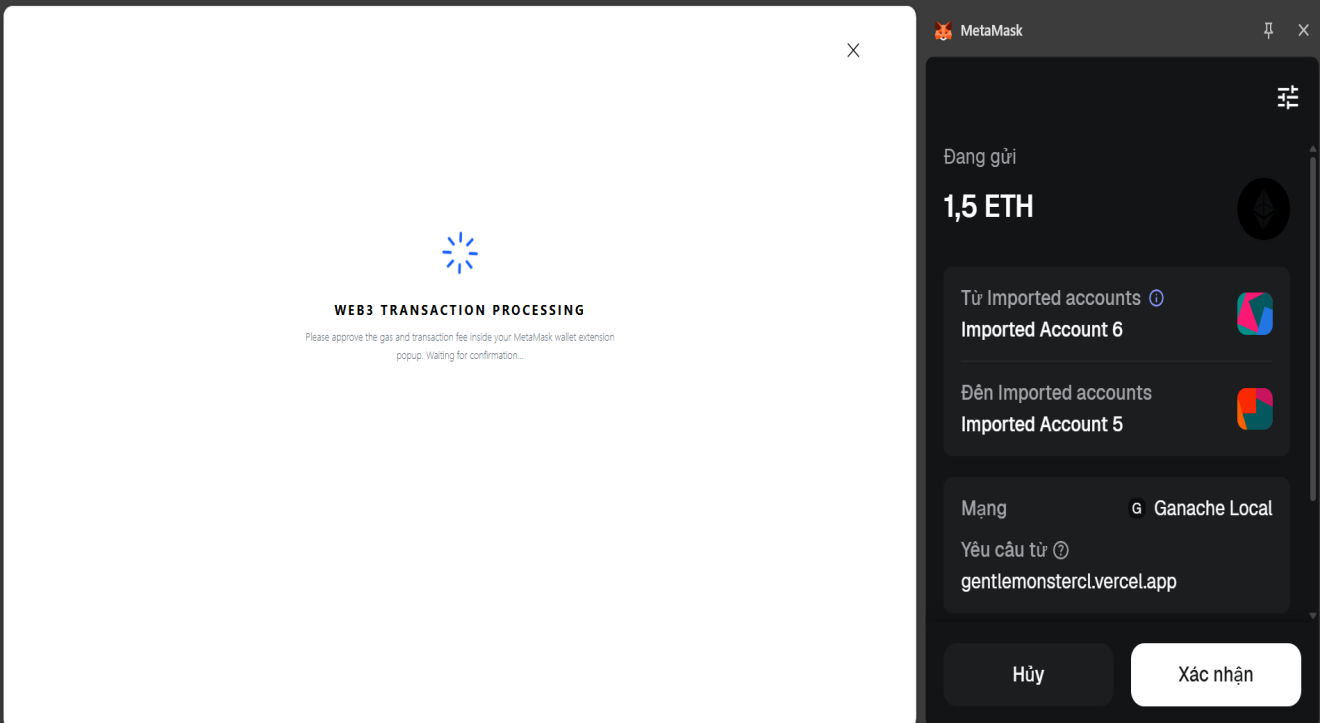 WEB3 TRANSACTION PROCESSING
Please approve the gas and transaction fee inside your MetaMask wallet extension
popup. Waiting for confirmation...
MetaMask
Đang gửi
1,5 ETH
Từ Imported accounts
Imported Account 6
Đến Imported accounts
Imported Account 5
Mạng G Ganache Local
Yêu cầu từ
gentlemonstercl.vercel.app
Hủy Xác nhận